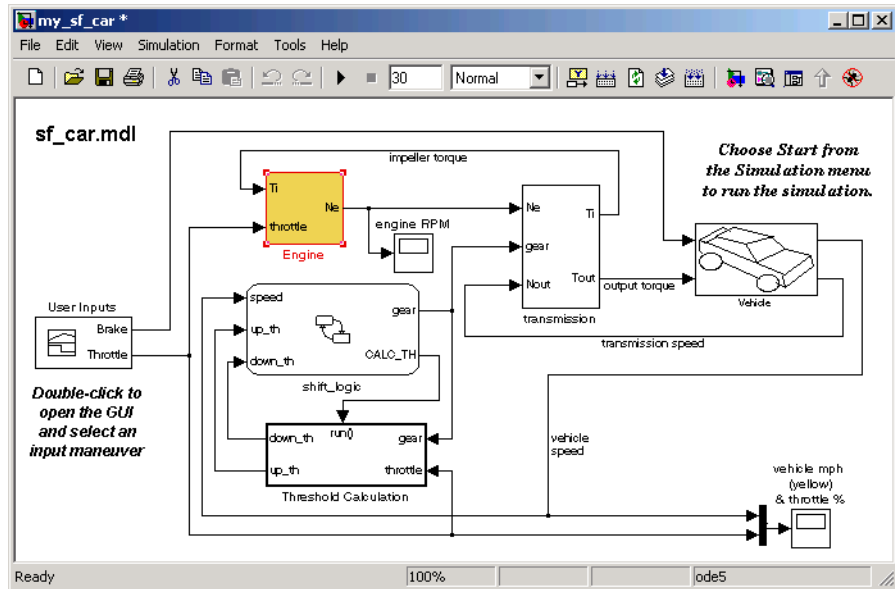 my_sf_car *
File Edit View Simulation Format Tools Help
30
Normal
sf_car.mdl
Choose Start from
the Simulation menu
to run the simulation.
impeller torque
Ti
throttle
Ne
Engine
engine RPM
Ne
gear
Nout
Ti
Tout
transmission
output torque
Vehicle
transmission speed
User Inputs
Brake
Throttle
Double-click to
open the GUI
and select an
input maneuver
speed
up_th
down_th
gear
CALC_TH
shift_logic
run()
down_th
up_th
gear
throttle
Threshold Calculation
vehicle
speed
vehicle mph
(yellow)
& throttle %
Ready
100%
ode5